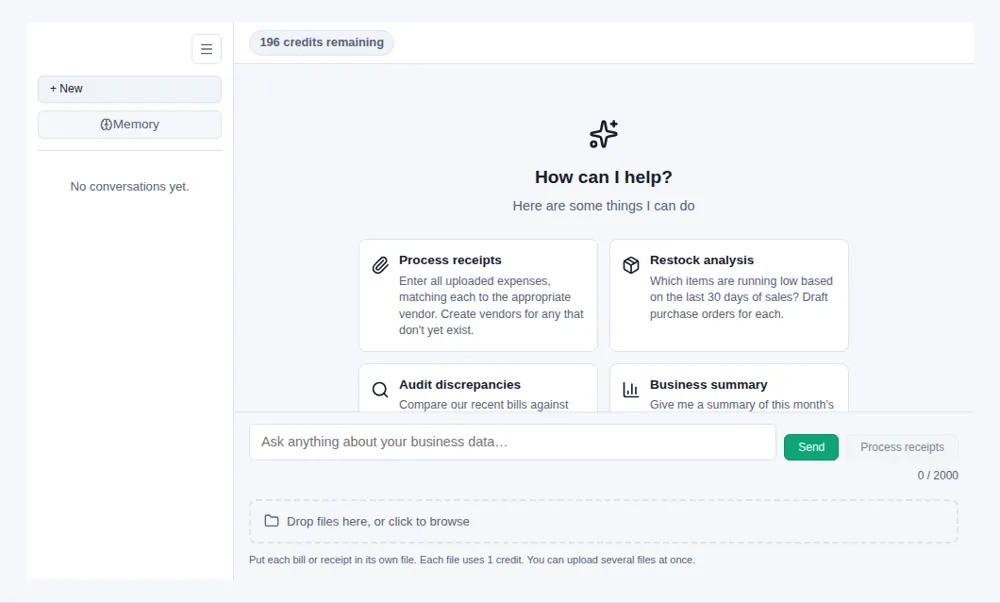 196 credits remaining
+ New
Memory
No conversations yet.
How can I help?
Here are some things I can do
Process receipts
Enter all uploaded expenses,
matching each to the appropriate
vendor. Create vendors for any that
don't yet exist.
Restock analysis
Which items are running low based
on the last 30 days of sales? Draft
purchase orders for each.
Audit discrepancies
Compare our recent bills against
Business summary
Give me a summary of this month's
Ask anything about your business data…
Send
Process receipts
0 / 2000
Drop files here, or click to browse
Put each bill or receipt in its own file. Each file uses 1 credit. You can upload several files at once.